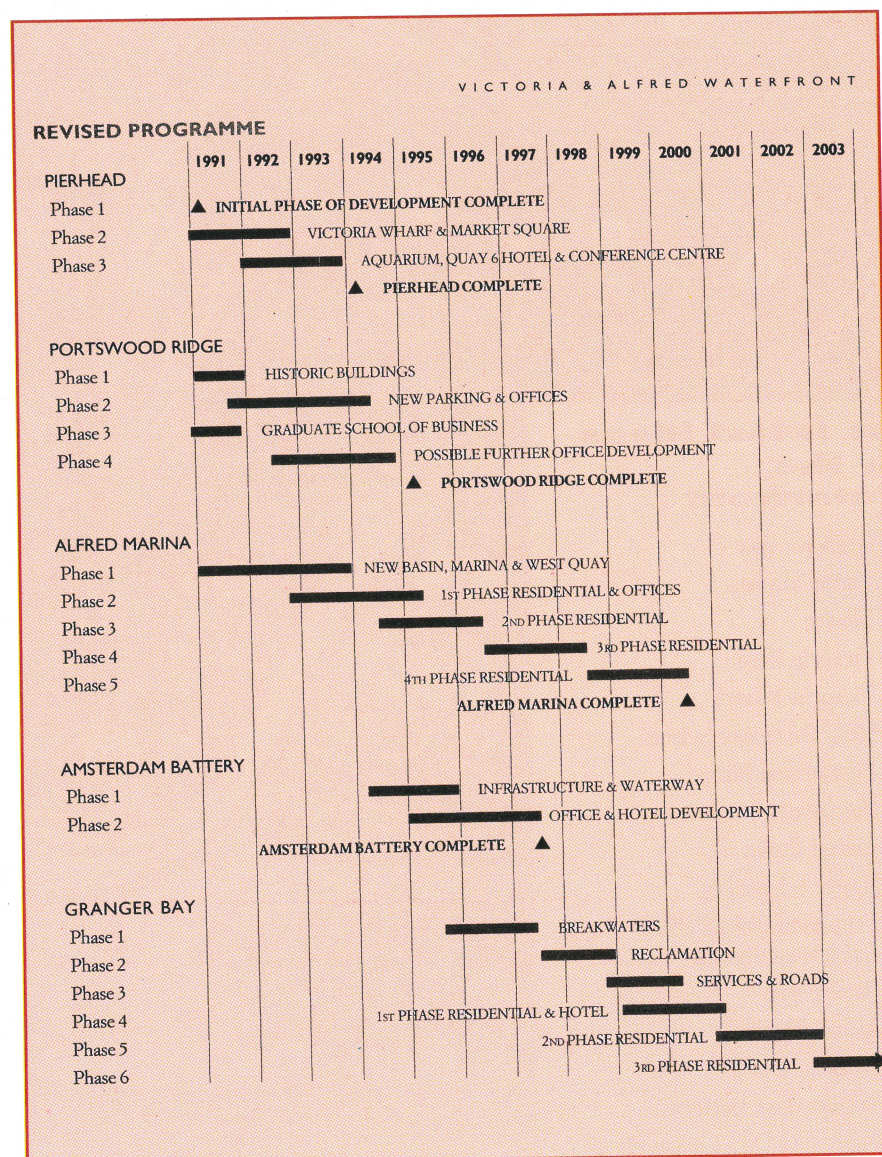 VICTORIA & ALFRED WATERFRONT
REVISED PROGRAMME
1991 1992 1993 1994 1995 1996 1997 1998 1999 2000 2001 2002 2003
PIERHEAD
Phase 1 INITIAL PHASE OF DEVELOPMENT COMPLETE
Phase 2 VICTORIA WHARF & MARKET SQUARE
Phase 3 AQUARIUM, QUAY 6 HOTEL & CONFERENCE CENTRE
PIERHEAD COMPLETE
PORTSWOOD RIDGE
Phase 1 HISTORIC BUILDINGS
Phase 2 NEW PARKING & OFFICES
Phase 3 GRADUATE SCHOOL OF BUSINESS
Phase 4 POSSIBLE FURTHER OFFICE DEVELOPMENT
PORTSWOOD RIDGE COMPLETE
ALFRED MARINA
Phase 1 NEW BASIN, MARINA & WEST QUAY
Phase 2 1ST PHASE RESIDENTIAL & OFFICES
Phase 3 2ND PHASE RESIDENTIAL
Phase 4 3RD PHASE RESIDENTIAL
Phase 5 4TH PHASE RESIDENTIAL
ALFRED MARINA COMPLETE
AMSTERDAM BATTERY
Phase 1 INFRASTRUCTURE & WATERWAY
Phase 2 OFFICE & HOTEL DEVELOPMENT
AMSTERDAM BATTERY COMPLETE
GRANGER BAY
Phase 1 BREAKWATERS
Phase 2 RECLAMATION
Phase 3 SERVICES & ROADS
Phase 4 1ST PHASE RESIDENTIAL & HOTEL
Phase 5 2ND PHASE RESIDENTIAL
Phase 6 3RD PHASE RESIDENTIAL